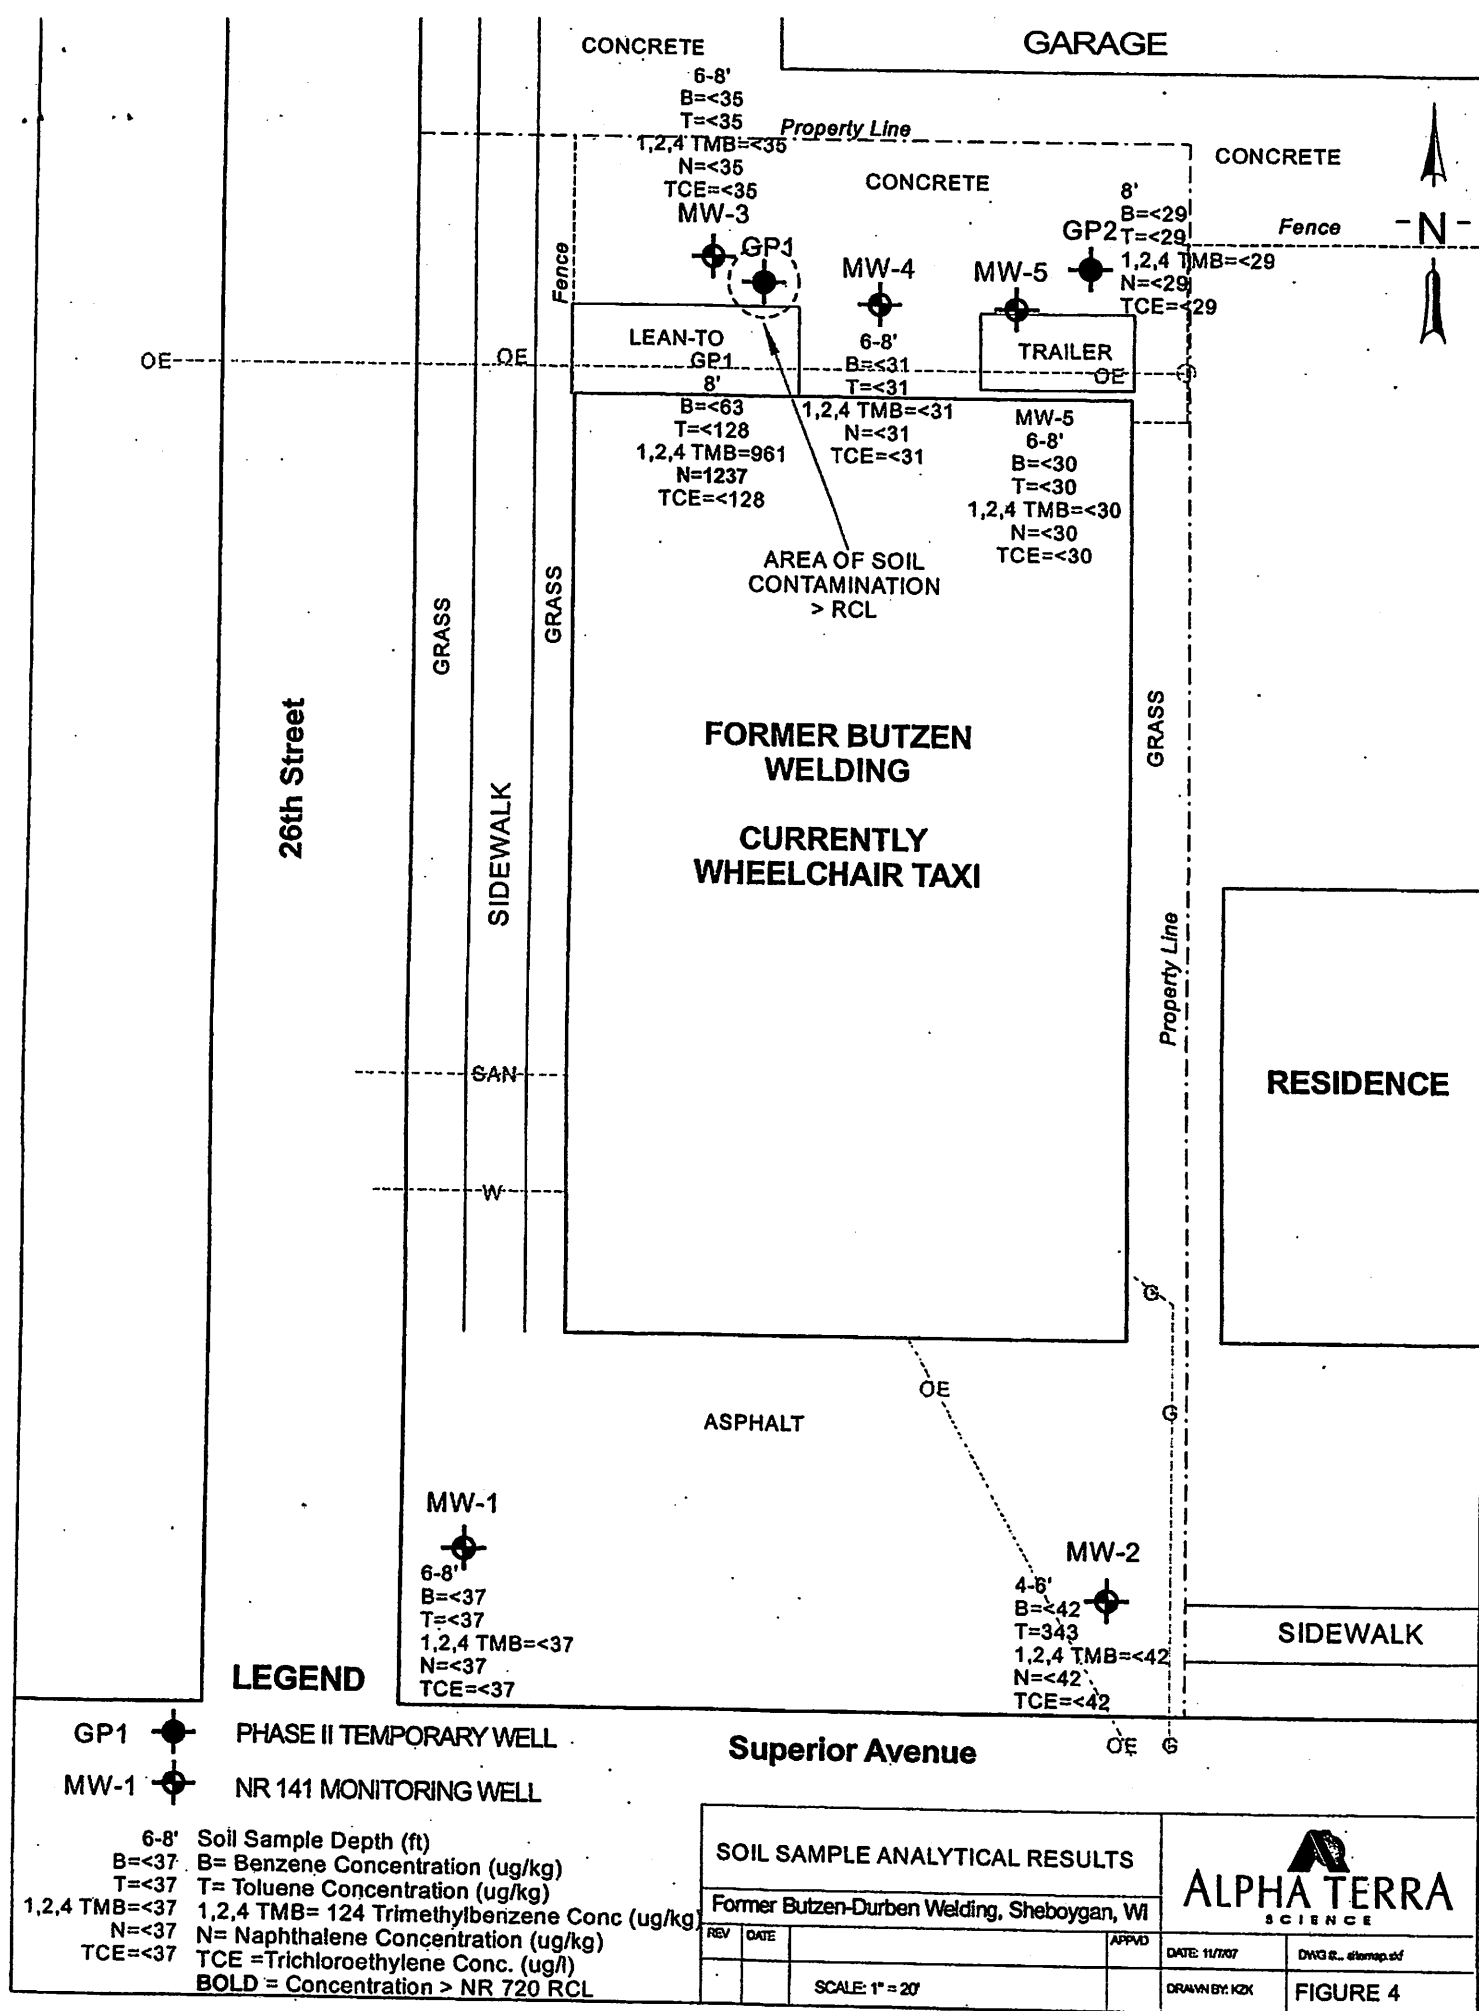 CONCRETE
GARAGE
6-8'
B=<35
T=<35
1,2,4 TMB=<35
N=<35
TCE=<35
MW-3
Property Line
CONCRETE
CONCRETE
8'
B=<29
T=<29
1,2,4 TMB=<29
N=<29
TCE=<29
GP2
Fence
-N-
Fence
GP1
MW-4
MW-5
LEAN-TO
GP1
8'
B=<63
T=<128
1,2,4 TMB=961
N=1237
TCE=<128
6-8'
B=<31
T=<31
1,2,4 TMB=<31
N=<31
TCE=<31
TRAILER
OE
OE
OE
MW-5
6-8'
B=<30
T=<30
1,2,4 TMB=<30
N=<30
TCE=<30
AREA OF SOIL
CONTAMINATION
> RCL
GRASS
GRASS
GRASS
26th Street
SIDEWALK
FORMER BUTZEN
WELDING
CURRENTLY
WHEELCHAIR TAXI
Property Line
RESIDENCE
SAN
W
G
OE
G
ASPHALT
MW-1
6-8'
B=<37
T=<37
1,2,4 TMB=<37
N=<37
TCE=<37
MW-2
4-6'
B=<42
T=343
1,2,4 TMB=<42
N=<42
TCE=<42
SIDEWALK
OE
G
Superior Avenue
LEGEND
GP1 PHASE II TEMPORARY WELL
MW-1 NR 141 MONITORING WELL
6-8' Soil Sample Depth (ft)
B=<37 B= Benzene Concentration (ug/kg)
T=<37 T= Toluene Concentration (ug/kg)
1,2,4 TMB=<37 1,2,4 TMB= 124 Trimethylbenzene Conc (ug/kg)
N=<37 N= Naphthalene Concentration (ug/kg)
TCE=<37 TCE =Trichloroethylene Conc. (ug/l)
BOLD = Concentration > NR 720 RCL
SOIL SAMPLE ANALYTICAL RESULTS
Former Butzen-Durben Welding, Sheboygan, WI
REV DATE APPVD
SCALE: 1" = 20'
ALPHA TERRA
SCIENCE
DATE: 11/7/07
DRAWN BY: KZK
FIGURE 4